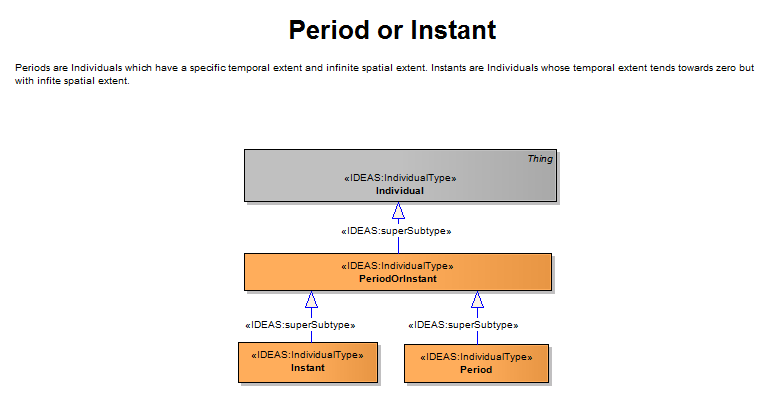 Period or Instant
Periods are Individuals which have a specific temporal extent and infinite spatial extent. Instants are Individuals whose temporal extent tends towards zero but
with infite spatial extent.
Thing
«IDEAS:IndividualType»
Individual
«IDEAS:superSubtype»
«IDEAS:IndividualType»
PeriodOrInstant
«IDEAS:superSubtype» «IDEAS:superSubtype»
«IDEAS:IndividualType» «IDEAS:IndividualType»
Instant Period